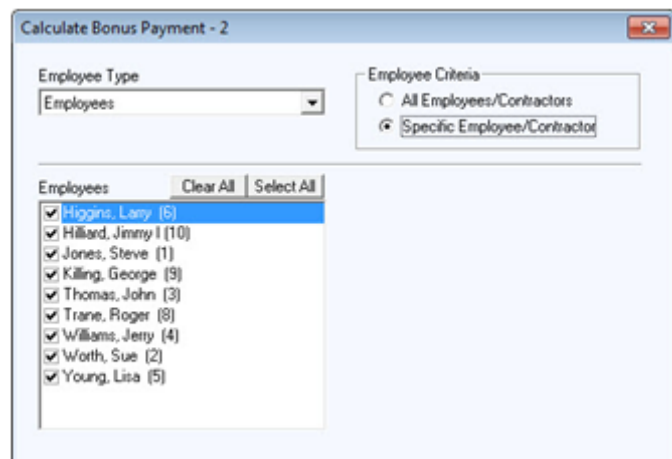 Calculate Bonus Payment - 2
Employee Type
Employees
Employee Criteria
All Employees/Contractors
Specific Employee/Contractor
Employees Clear All Select All
Higgins, Larry (6)
Hilliard, Jimmy I (10)
Jones, Steve (1)
Killing, George (9)
Thomas, John (3)
Trane, Roger (8)
Williams, Jerry (4)
Worth, Sue (2)
Young, Lisa (5)